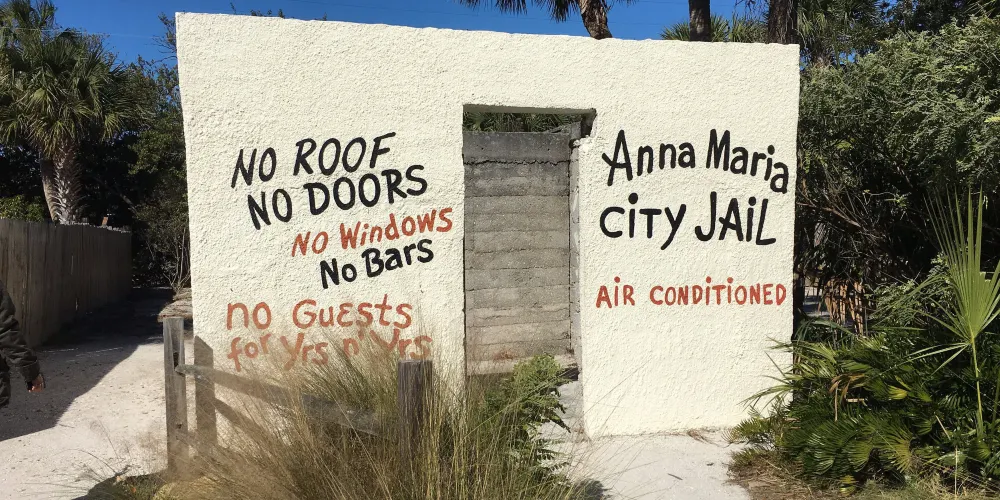 NO ROOF
NO DOORS
NO Windows
No Bars
no Guests
for Yrs n' Yrs
Anna Maria
City JAiL
AiR CONDiTiONED